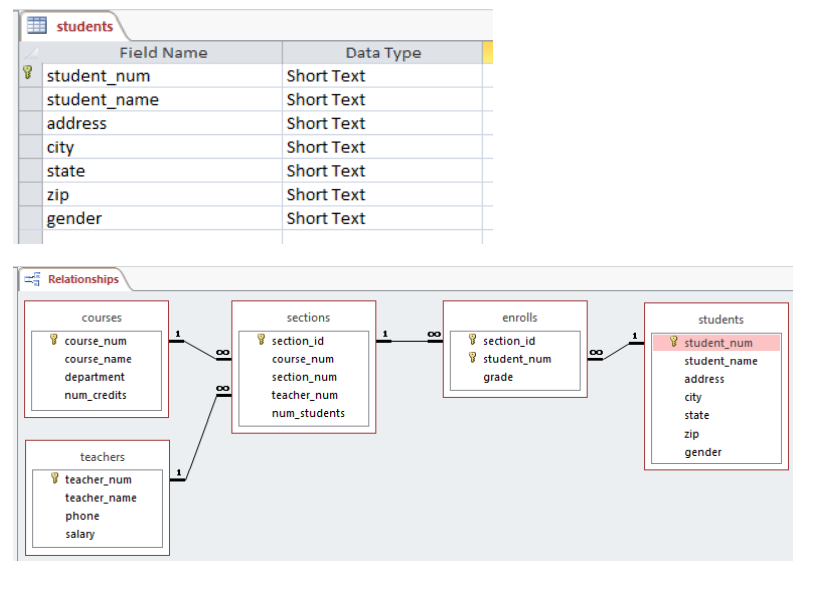 students
Field Name Data Type
student_num Short Text
student_name Short Text
address Short Text
city Short Text
state Short Text
zip Short Text
gender Short Text
Relationships
courses
course_num
course_name
department
num_credits
1
∞
sections
section_id
course_num
section_num
teacher_num
num_students
1
∞
enrolls
section_id
student_num
grade
∞
1
students
student_num
student_name
address
city
state
zip
gender
teachers
teacher_num
teacher_name
phone
salary
1
∞